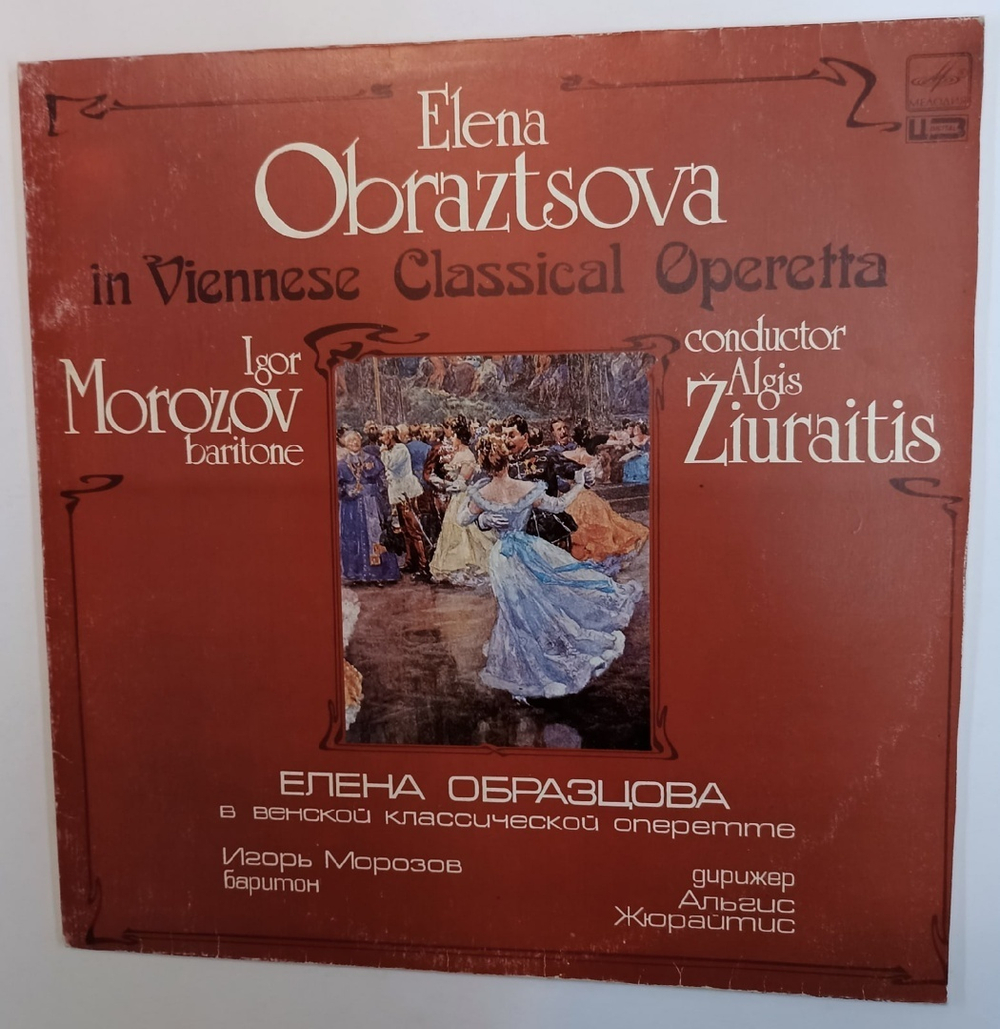 Elena
Obraztsova
in Viennese Classical Operetta
Igor
Morozov
baritone
conductor
Algis
Žiuraitis
МЕЛОДИЯ
ЕЛЕНА ОБРАЗЦОВА
в венской классической оперетте
Игорь Морозов
баритон
дирижер
Альгис
Жюрайтис